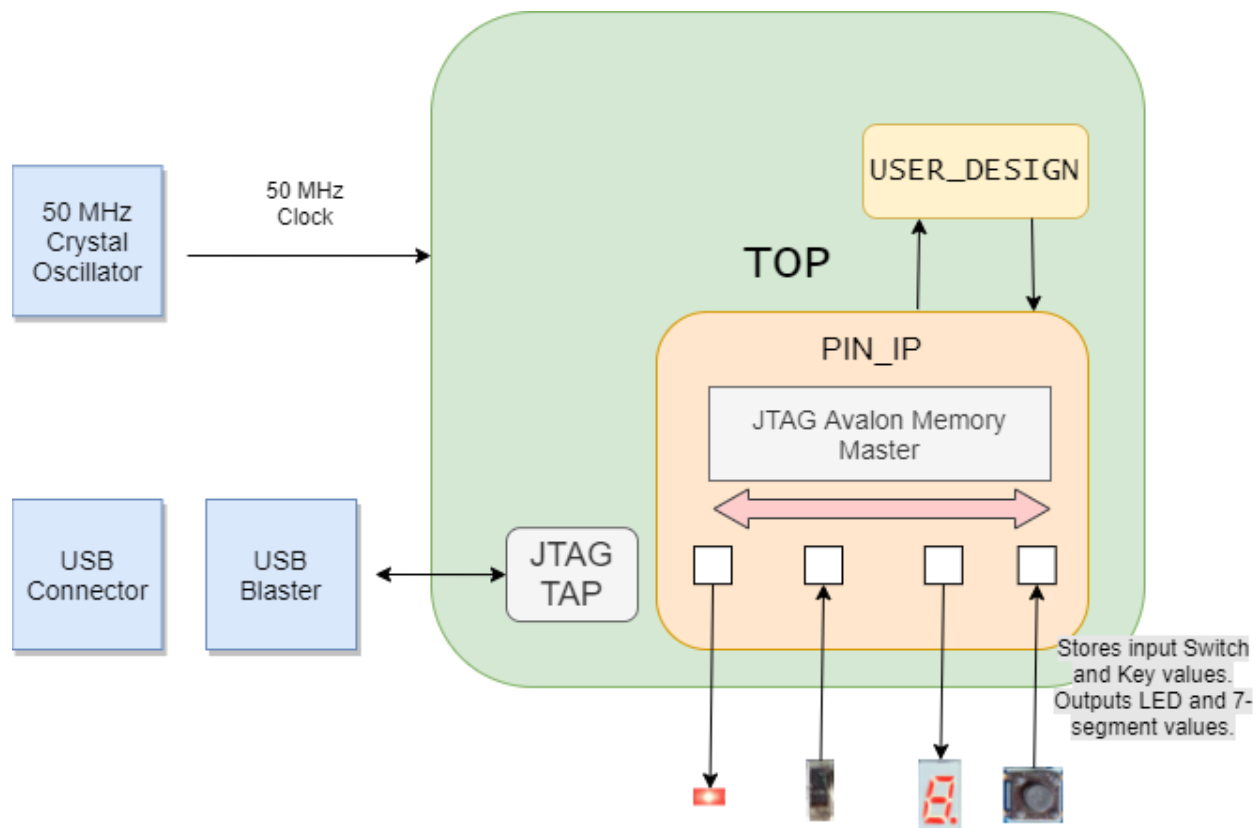 50 MHz
Crystal
Oscillator
50 MHz
Clock
USER_DESIGN
TOP
PIN_IP
JTAG Avalon Memory
Master
USB
Connector
USB
Blaster
JTAG
TAP
Stores input Switch
and Key values.
Outputs LED and 7-
segment values.
8.